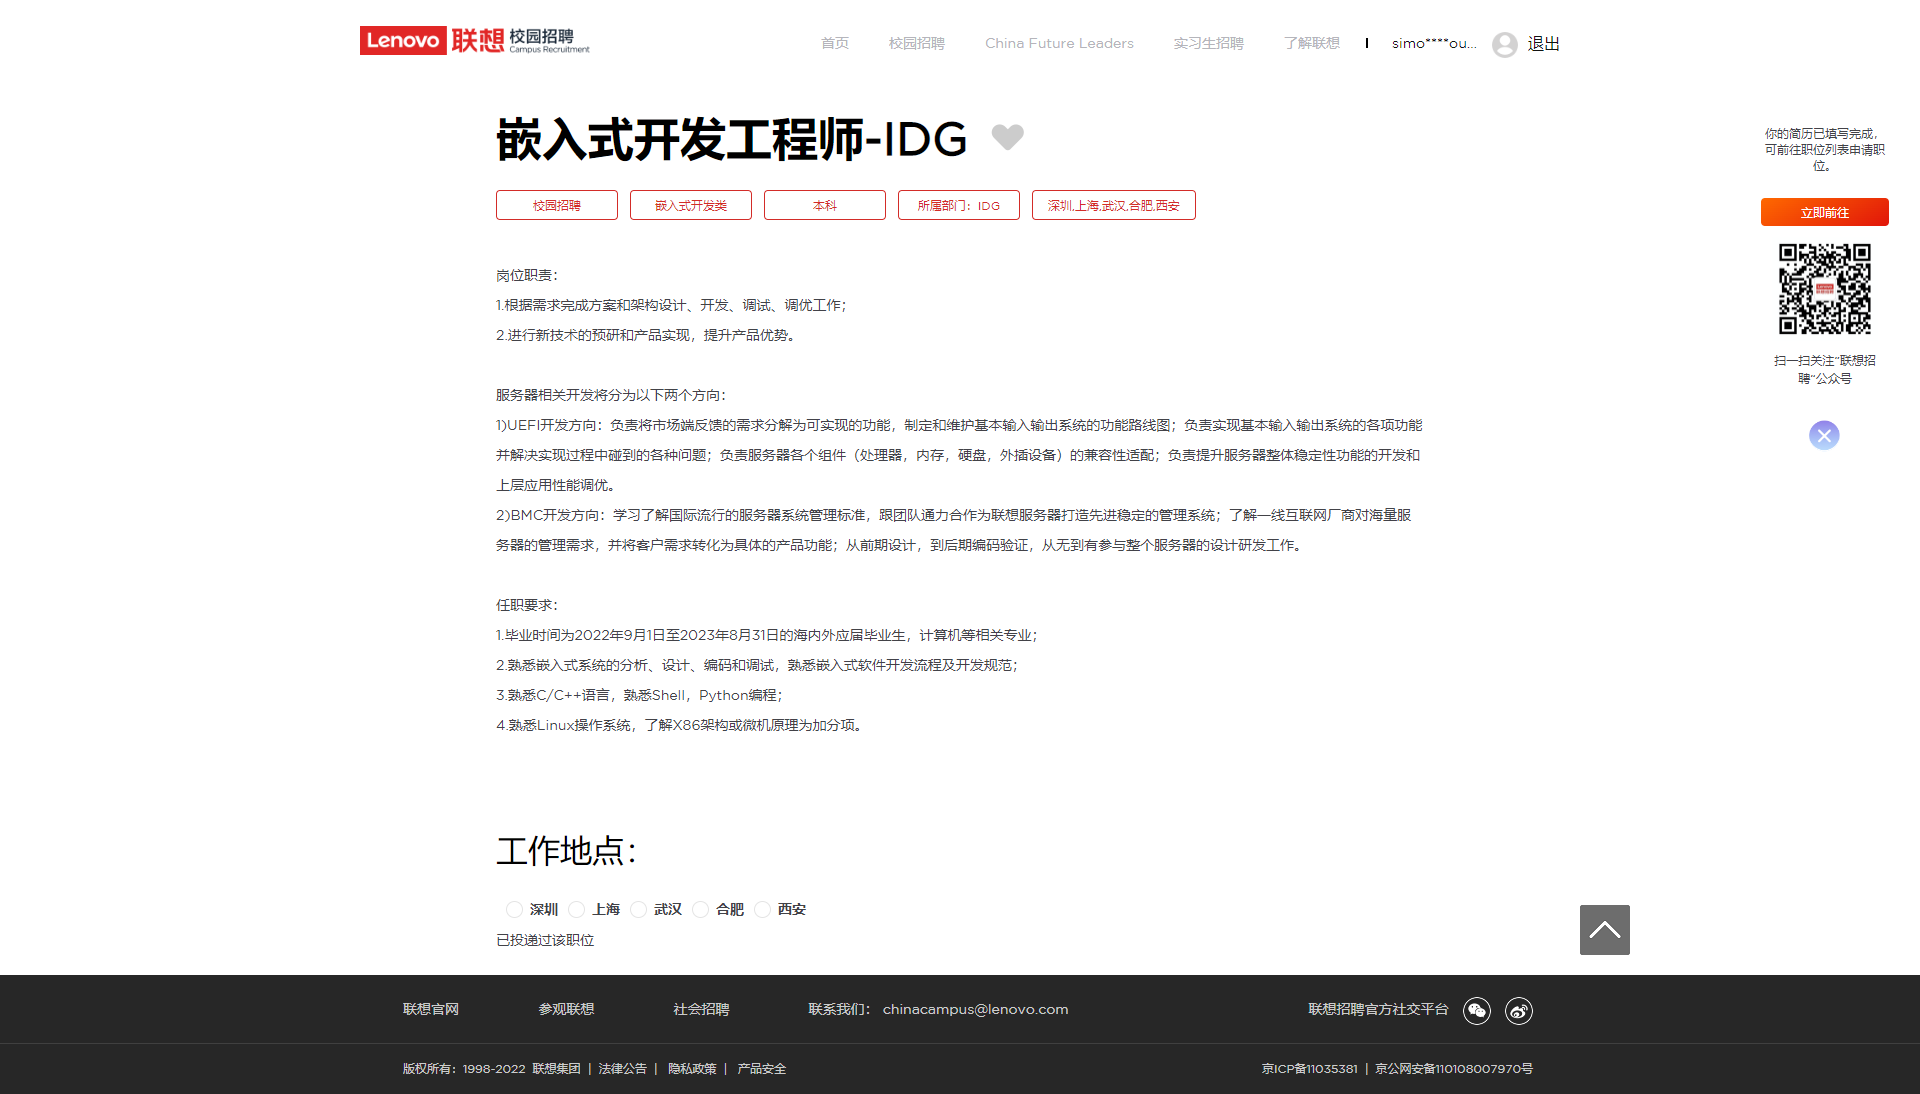 Lenovo 联想 校园招聘 Campus Recruitment
首页 校园招聘 China Future Leaders 实习生招聘 了解联想 simo****ou... 退出
嵌入式开发工程师-IDG
校园招聘 嵌入式开发类 本科 所属部门：IDG 深圳,上海,武汉,合肥,西安
岗位职责：
1.根据需求完成方案和架构设计、开发、调试、调优工作；
2.进行新技术的预研和产品实现，提升产品优势。
服务器相关开发将分为以下两个方向：
1)UEFI开发方向：负责将市场端反馈的需求分解为可实现的功能，制定和维护基本输入输出系统的功能路线图；负责实现基本输入输出系统的各项功能
并解决实现过程中碰到的各种问题；负责服务器各个组件（处理器，内存，硬盘，外插设备）的兼容性适配；负责提升服务器整体稳定性功能的开发和
上层应用性能调优。
2)BMC开发方向：学习了解国际流行的服务器系统管理标准，跟团队通力合作为联想服务器打造先进稳定的管理系统；了解一线互联网厂商对海量服
务器的管理需求，并将客户需求转化为具体的产品功能；从前期设计，到后期编码验证，从无到有参与整个服务器的设计研发工作。
任职要求：
1.毕业时间为2022年9月1日至2023年8月31日的海内外应届毕业生，计算机等相关专业；
2.熟悉嵌入式系统的分析、设计、编码和调试，熟悉嵌入式软件开发流程及开发规范；
3.熟悉C/C++语言，熟悉Shell，Python编程；
4.熟悉Linux操作系统，了解X86架构或微机原理为加分项。
工作地点：
深圳 上海 武汉 合肥 西安
已投递过该职位
你的简历已填写完成，
可前往职位列表申请职
位。
立即前往
扫一扫关注“联想招
聘”公众号
联想官网 参观联想 社会招聘 联系我们： chinacampus@lenovo.com 联想招聘官方社交平台
版权所有：1998-2022 联想集团 | 法律公告 | 隐私政策 | 产品安全 京ICP备11035381 | 京公网安备110108007970号